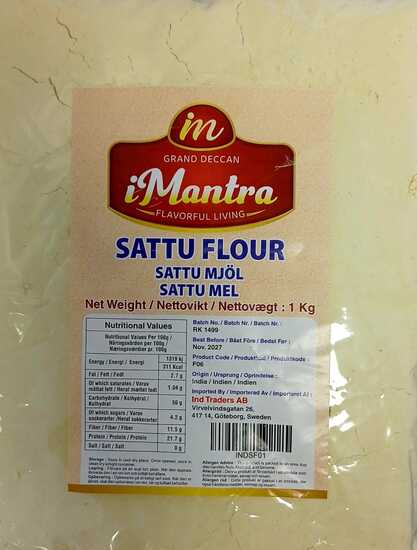 im
GRAND DECCAN
iMantra
FLAVORFUL LIVING
SATTU FLOUR
SATTU MJÖL
SATTU MEL
Net Weight / Nettovikt / Nettovægt : 1 Kg
Nutritional Values
Nutritional Values Per 100g /
Näringsvärden per 100g /
Næringsværdier pr. 100g
1319 kj
Energy / Energi / Energi
311 Kcal
Fat / Fett / Fedt 2.7 g
Of which saturates / Varav
mättat fett / Heraf mættet fedt 1.04 g
Carbohydrate / Kolhydrat /
Kulhydrat 50 g
Of which sugars / Varav
sockerarter / Heraf sukkerarter 4.2 g
Fiber / Fiber / Fiber 11.5 g
Protein / Protein / Protein 21.7 g
Salt / Salt / Salt 0 g
Batch No. / Batch Nr. / Batch Nr. :
RK 1499
Best Before / Bäst Före / Bedst Før :
Nov. 2027
Product Code / Produktkod / Produktkode :
F06
Origin / Ursprung / Oprindelse :
India / Indien / Indien
Imported By / Importerad Av / Importeret Af :
Ind Traders AB
Virvelvindsgatan 26,
417 14, Göteborg, Sweden
INDSF01